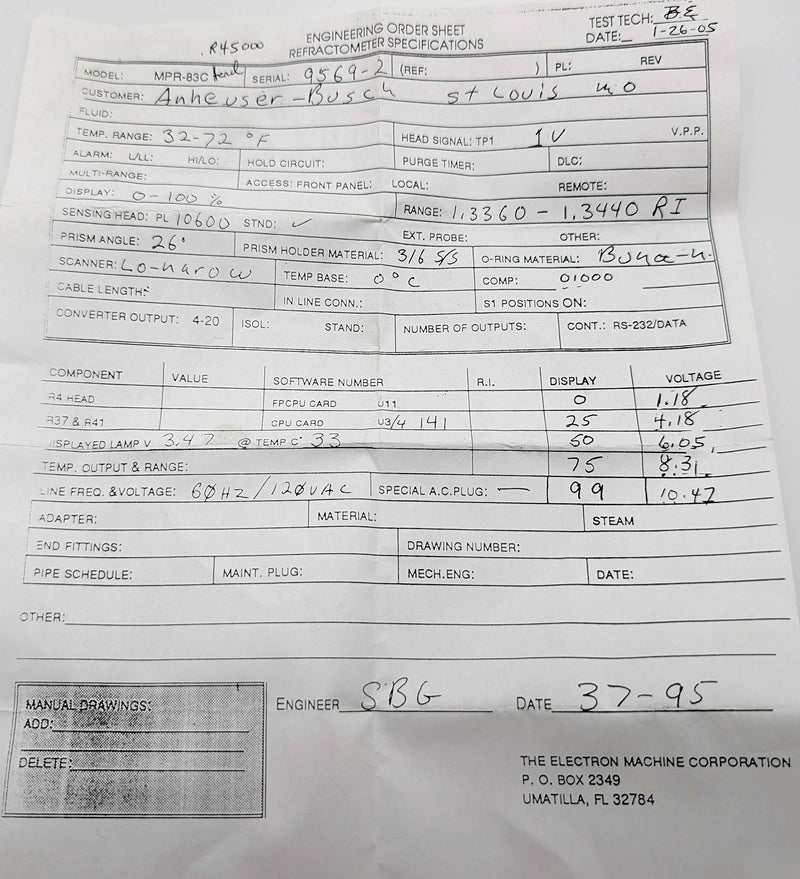 R45000 ENGINEERING ORDER SHEET TEST TECH: BE
REFRACTOMETER SPECIFICATIONS DATE: 1-26-05
MODEL: MPR-83C head SERIAL: 9569-2 (REF: ) PL: REV
CUSTOMER: Anheuser-Busch St Louis MO
FLUID:
TEMP. RANGE: 32-72 °F HEAD SIGNAL: TP1 1V V.P.P.
ALARM: L/LL: HI/LO: HOLD CIRCUIT: PURGE TIMER: DLC:
MULTI-RANGE: ACCESS: FRONT PANEL: LOCAL: REMOTE:
DISPLAY: 0-100 % RANGE: 1.3360 - 1.3440 RI
SENSING HEAD: PL 10600 STND: ✓ EXT. PROBE: OTHER:
PRISM ANGLE: 26° PRISM HOLDER MATERIAL: 316 S/S O-RING MATERIAL: Buna-n
SCANNER: Lo-narow TEMP BASE: 0°C COMP: 01000
CABLE LENGTH: IN LINE CONN.: S1 POSITIONS ON:
CONVERTER OUTPUT: 4-20 ISOL: STAND: NUMBER OF OUTPUTS: CONT.: RS-232/DATA
COMPONENT VALUE SOFTWARE NUMBER R.I. DISPLAY VOLTAGE
R4 HEAD FPCPU CARD U11 0 1.18
R37 & R41 CPU CARD U3/4 141 25 4.18
DISPLAYED LAMP V 3.47 @ TEMP C° 33 50 6.05
TEMP. OUTPUT & RANGE: 75 8.31
LINE FREQ. & VOLTAGE: 60HZ/120VAC SPECIAL A.C.PLUG: — 99 10.47
ADAPTER: MATERIAL: STEAM
END FITTINGS: DRAWING NUMBER:
PIPE SCHEDULE: MAINT. PLUG: MECH.ENG: DATE:
OTHER:
MANUAL DRAWINGS: ENGINEER SBG DATE 37-95
ADD:
DELETE:
THE ELECTRON MACHINE CORPORATION
P. O. BOX 2349
UMATILLA, FL 32784